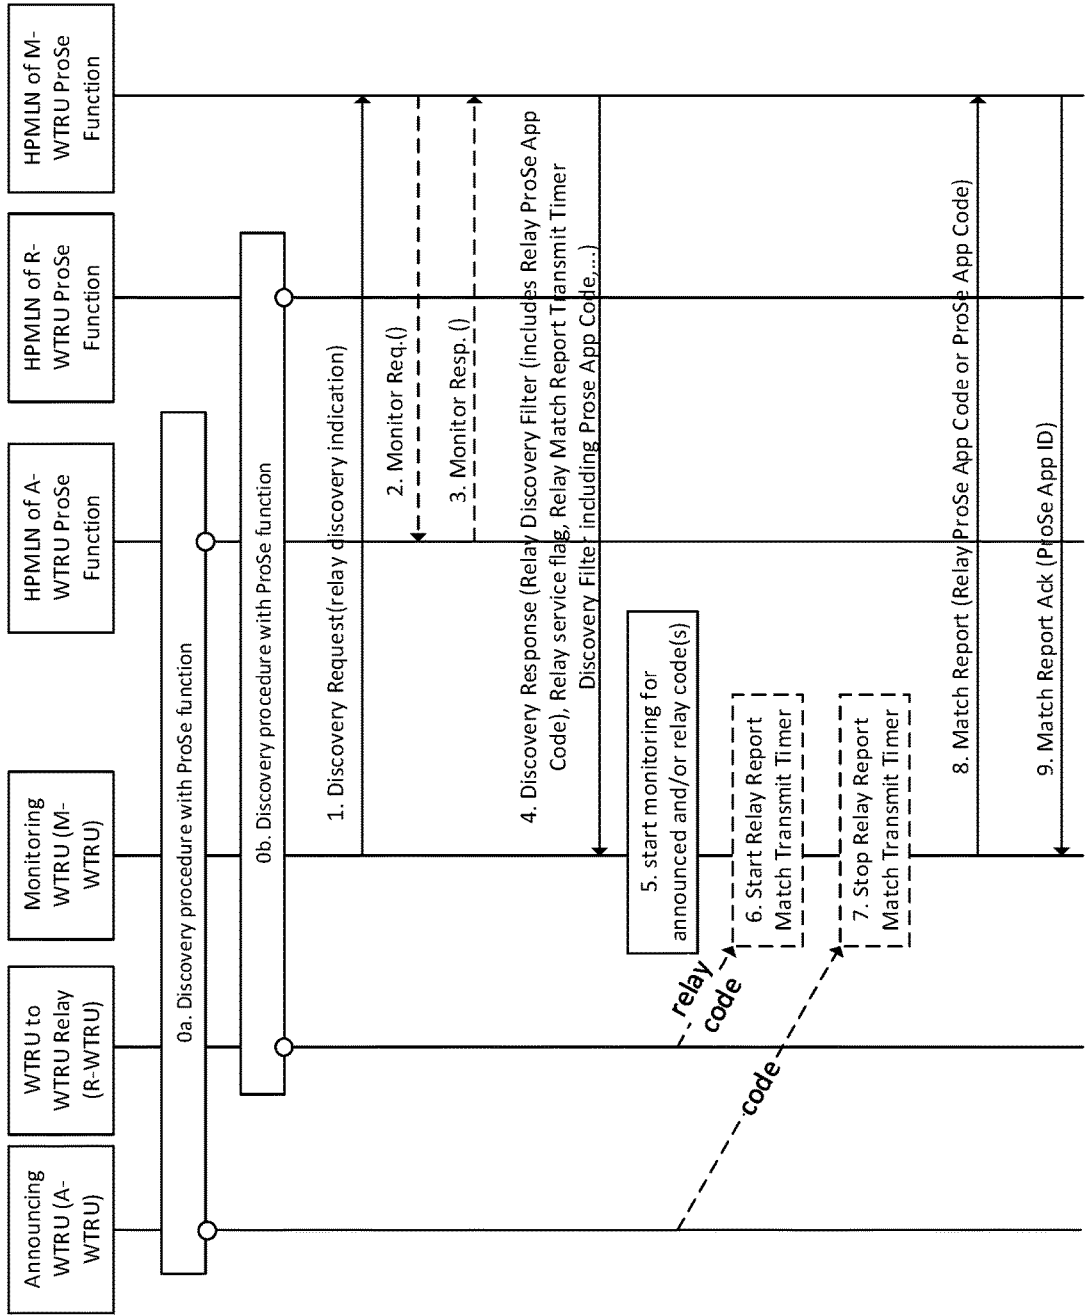 Announcing
WTRU (A-
WTRU)
WTRU to
WTRU Relay
(R-WTRU)
Monitoring
WTRU (M-
WTRU)
HPMLN of A-
WTRU ProSe
Function
HPMLN of R-
WTRU ProSe
Function
HPMLN of M-
WTRU ProSe
Function
0a. Discovery procedure with ProSe function
0b. Discovery procedure with ProSe function
1. Discovery Request(relay discovery indication)
2. Monitor Req.()
3. Monitor Resp. ()
4. Discovery Response (Relay Discovery Filter (includes Relay ProSe App
Code), Relay service flag, Relay Match Report Transmit Timer
Discovery Filter including Prose App Code,...)
5. start monitoring for
announced and/or relay code(s)
relay
code
6. Start Relay Report
Match Transmit Timer
code
7. Stop Relay Report
Match Transmit Timer
8. Match Report (Relay ProSe App Code or ProSe App Code)
9. Match Report Ack (ProSe App ID)